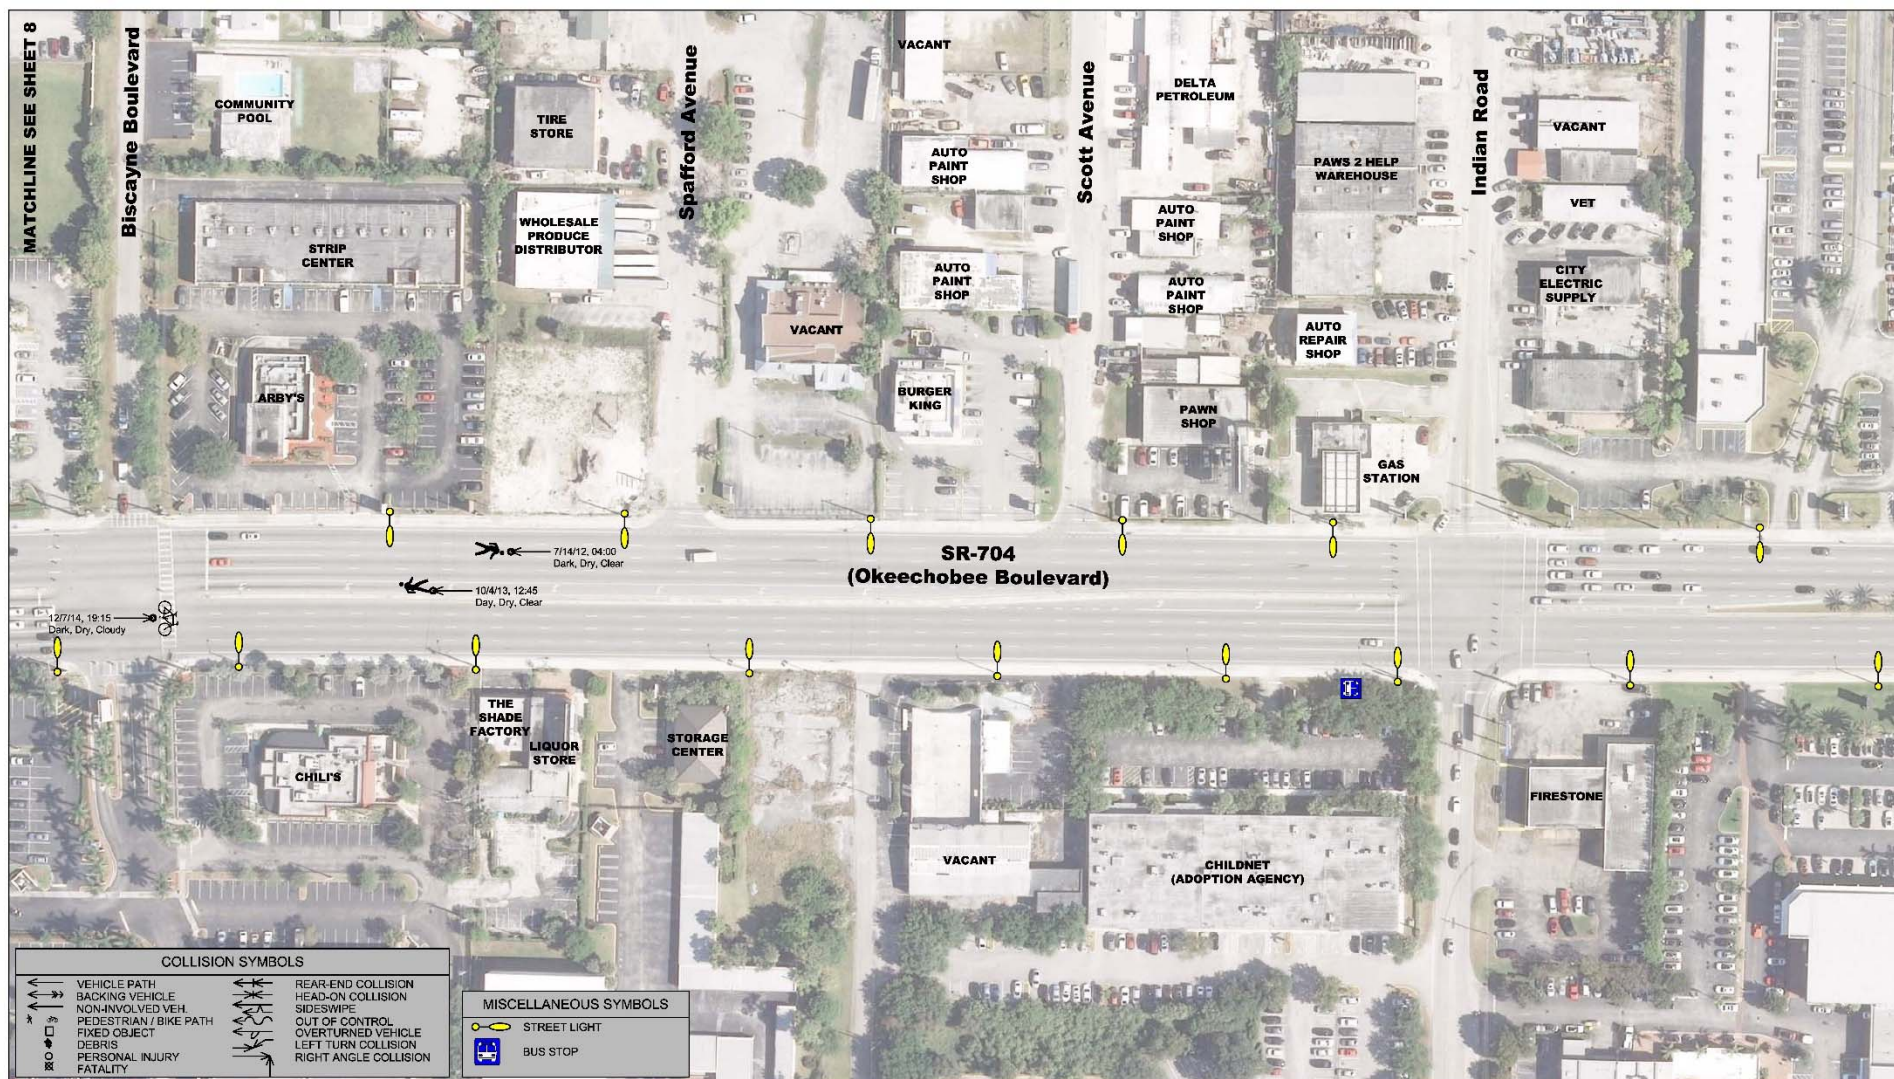 MATCHLINE SEE SHEET 8
Biscayne Boulevard
COMMUNITY
POOL
STRIP
CENTER
ARBY'S
TIRE
STORE
WHOLESALE
PRODUCE
DISTRIBUTOR
Spafford Avenue
VACANT
VACANT
AUTO
PAINT
SHOP
AUTO
PAINT
SHOP
BURGER
KING
Scott Avenue
DELTA
PETROLEUM
AUTO
PAINT
SHOP
AUTO
PAINT
SHOP
PAWN
SHOP
PAWS 2 HELP
WAREHOUSE
AUTO
REPAIR
SHOP
GAS
STATION
Indian Road
VACANT
VET
CITY
ELECTRIC
SUPPLY
7/14/12, 04:00
Dark, Dry, Clear
10/4/13, 12:45
Day, Dry, Clear
12/7/14, 19:15
Dark, Dry, Cloudy
SR-704
(Okeechobee Boulevard)
CHILI'S
THE
SHADE
FACTORY
LIQUOR
STORE
STORAGE
CENTER
VACANT
CHILDNET
(ADOPTION AGENCY)
FIRESTONE
COLLISION SYMBOLS
VEHICLE PATH
BACKING VEHICLE
NON-INVOLVED VEH.
PEDESTRIAN / BIKE PATH
FIXED OBJECT
DEBRIS
PERSONAL INJURY
FATALITY
REAR-END COLLISION
HEAD-ON COLLISION
SIDESWIPE
OUT OF CONTROL
OVERTURNED VEHICLE
LEFT TURN COLLISION
RIGHT ANGLE COLLISION
MISCELLANEOUS SYMBOLS
STREET LIGHT
BUS STOP